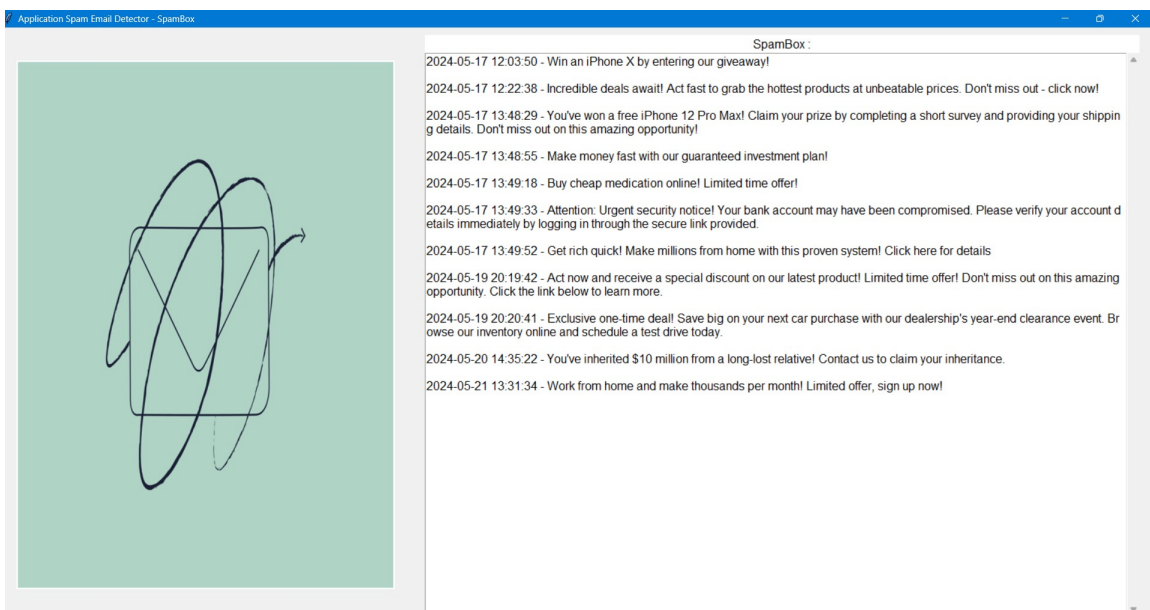 Application Spam Email Detector - SpamBox
SpamBox :
2024-05-17 12:03:50 - Win an iPhone X by entering our giveaway!
2024-05-17 12:22:38 - Incredible deals await! Act fast to grab the hottest products at unbeatable prices. Don't miss out - click now!
2024-05-17 13:48:29 - You've won a free iPhone 12 Pro Max! Claim your prize by completing a short survey and providing your shippin
g details. Don't miss out on this amazing opportunity!
2024-05-17 13:48:55 - Make money fast with our guaranteed investment plan!
2024-05-17 13:49:18 - Buy cheap medication online! Limited time offer!
2024-05-17 13:49:33 - Attention: Urgent security notice! Your bank account may have been compromised. Please verify your account d
etails immediately by logging in through the secure link provided.
2024-05-17 13:49:52 - Get rich quick! Make millions from home with this proven system! Click here for details
2024-05-19 20:19:42 - Act now and receive a special discount on our latest product! Limited time offer! Don't miss out on this amazing
opportunity. Click the link below to learn more.
2024-05-19 20:20:41 - Exclusive one-time deal! Save big on your next car purchase with our dealership's year-end clearance event. Br
owse our inventory online and schedule a test drive today.
2024-05-20 14:35:22 - You've inherited $10 million from a long-lost relative! Contact us to claim your inheritance.
2024-05-21 13:31:34 - Work from home and make thousands per month! Limited offer, sign up now!